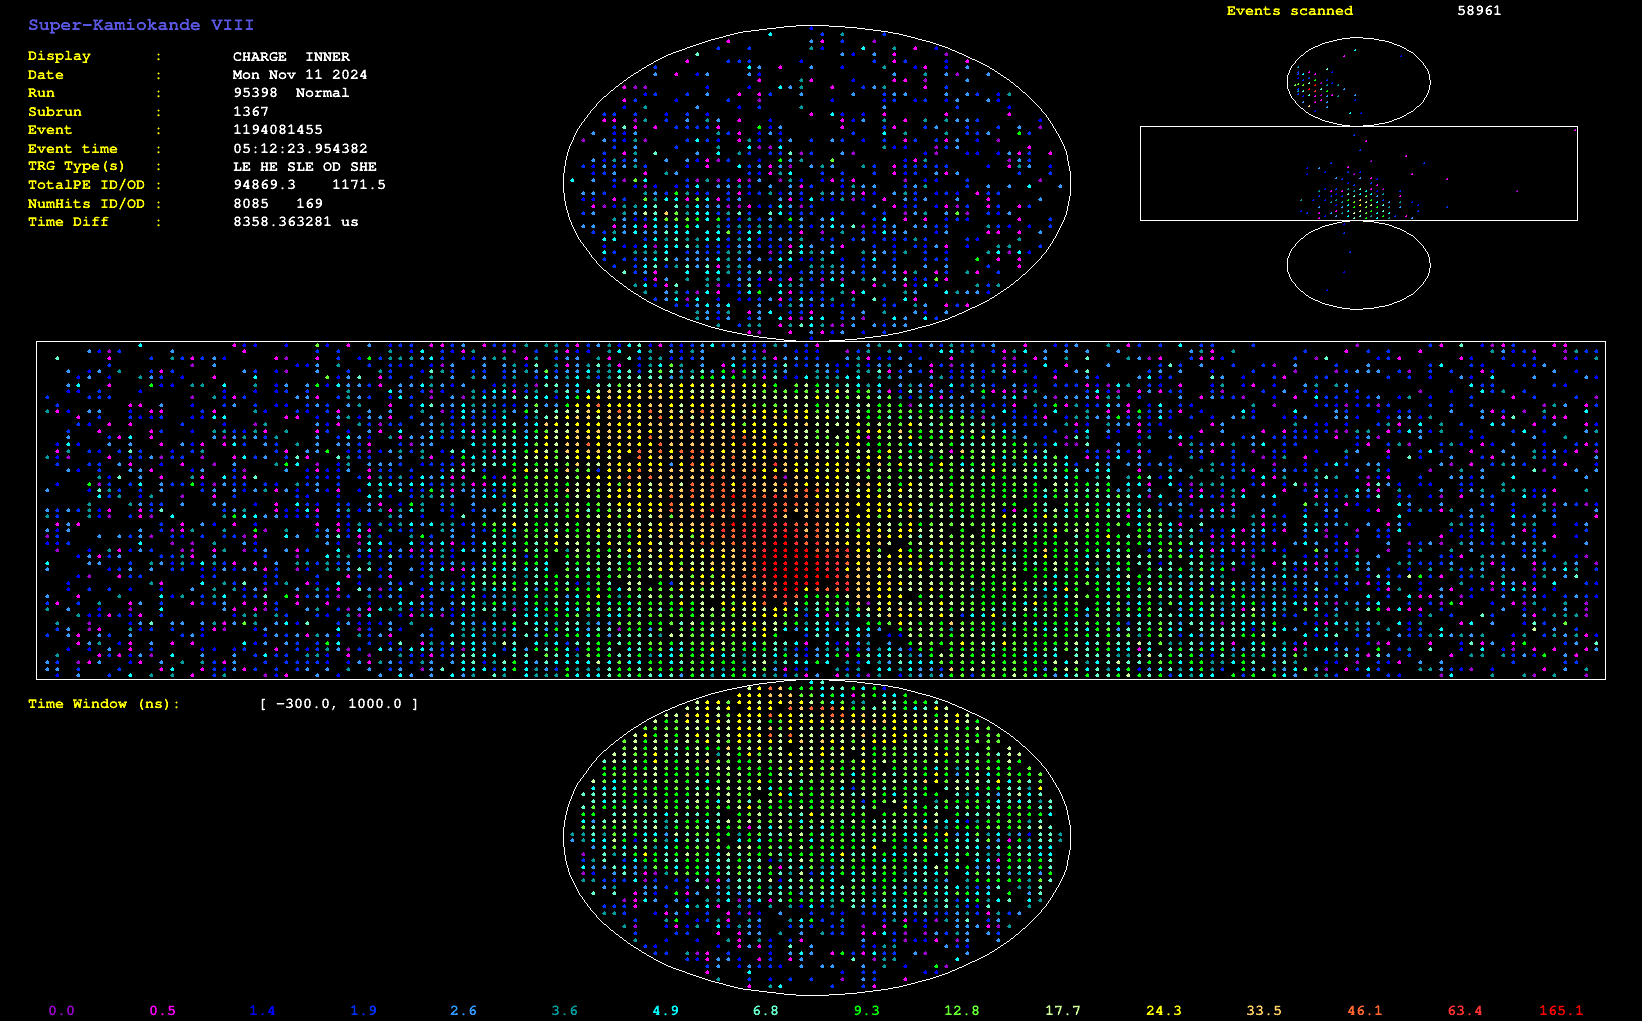 Super-Kamiokande VIII
Events scanned 58961
Display : CHARGE INNER
Date : Mon Nov 11 2024
Run : 95398 Normal
Subrun : 1367
Event : 1194081455
Event time : 05:12:23.954382
TRG Type(s) : LE HE SLE OD SHE
TotalPE ID/OD : 94869.3 1171.5
NumHits ID/OD : 8085 169
Time Diff : 8358.363281 us
Time Window (ns): [ -300.0, 1000.0 ]
0.0 0.5 1.4 1.9 2.6 3.6 4.9 6.8 9.3 12.8 17.7 24.3 33.5 46.1 63.4 165.1